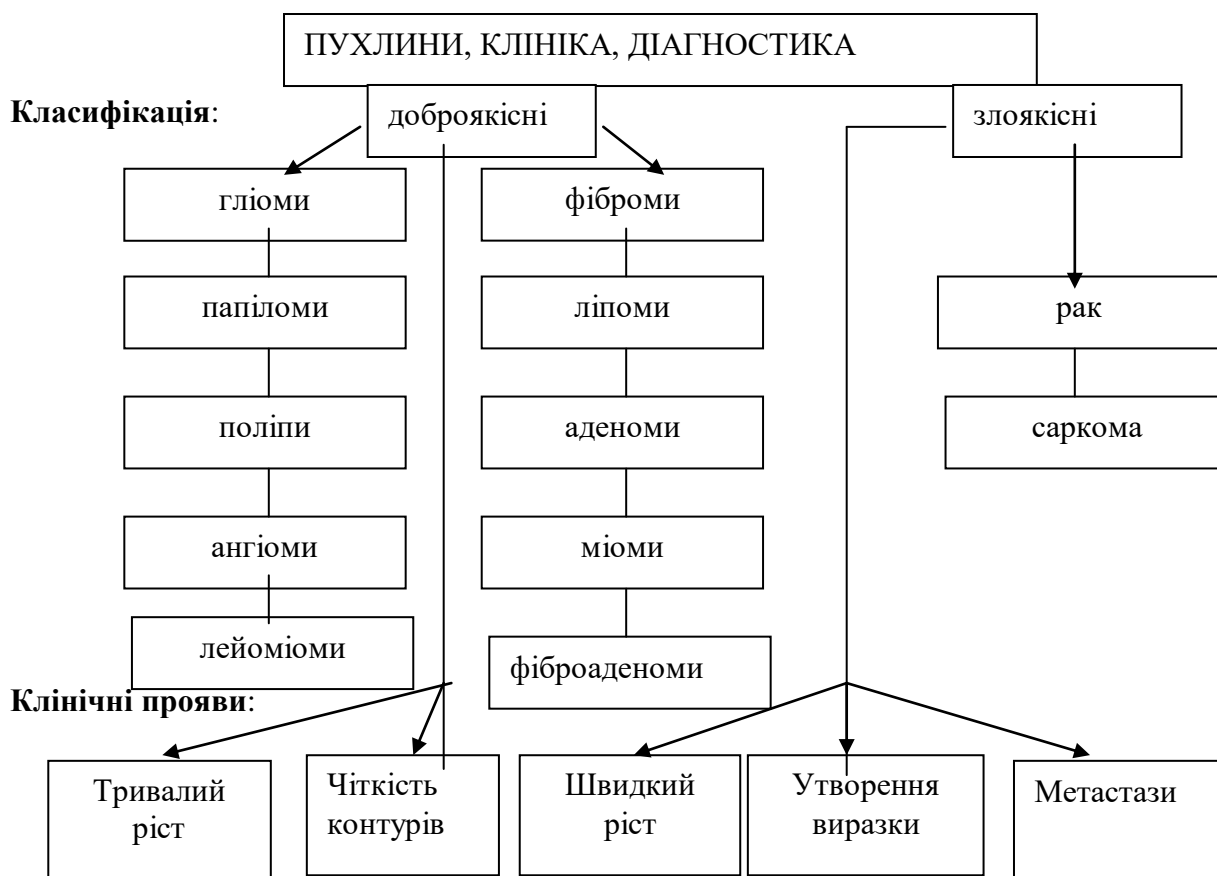 ПУХЛИНИ, КЛІНІКА, ДІАГНОСТИКА
Класифікація:
доброякісні
злоякісні
гліоми
фіброми
папіломи
ліпоми
рак
поліпи
аденоми
саркома
ангіоми
міоми
лейоміоми
фіброаденоми
Клінічні прояви:
Тривалий
ріст
Чіткість
контурів
Швидкий
ріст
Утворення
виразки
Метастази